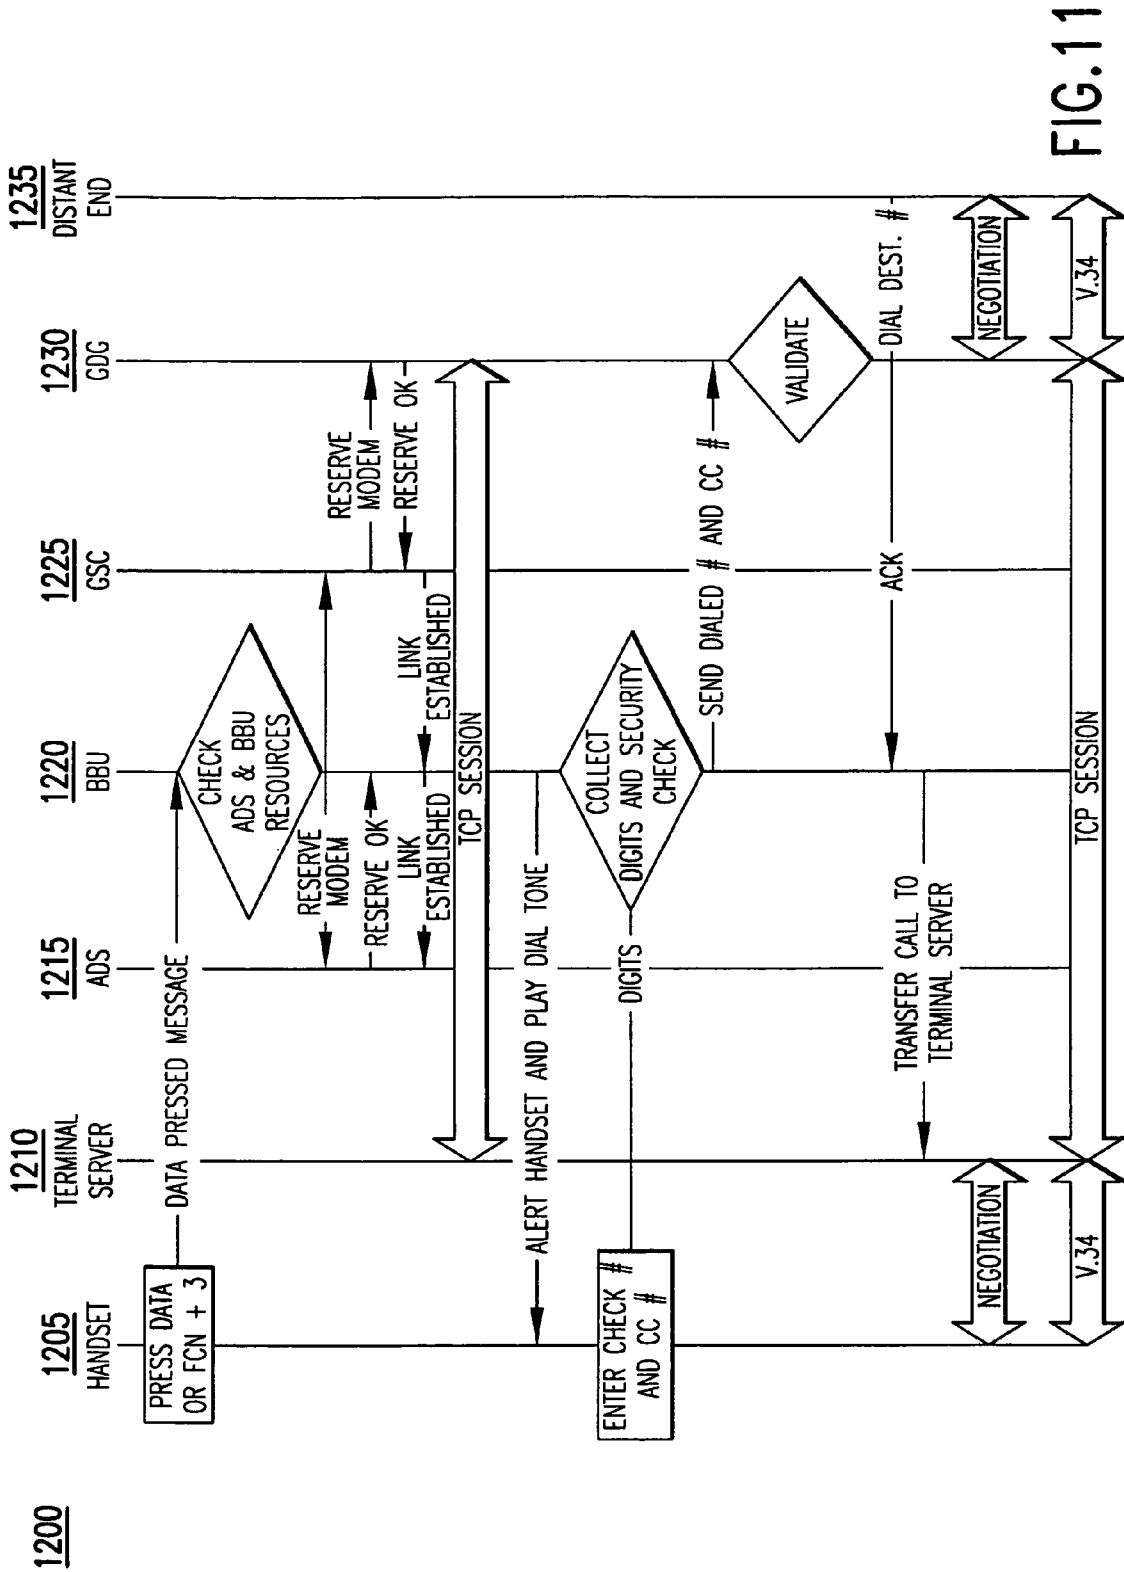 1200
1205
HANDSET
1210
TERMINAL
SERVER
1215
ADS
1220
BBU
1225
GSC
1230
GDG
1235
DISTANT
END
PRESS DATA
OR FCN + 3
DATA PRESSED MESSAGE
CHECK
ADS & BBU
RESOURCES
RESERVE
MODEM
RESERVE
MODEM
RESERVE OK
RESERVE OK
LINK
ESTABLISHED
LINK
ESTABLISHED
TCP SESSION
ALERT HANDSET AND PLAY DIAL TONE
ENTER CHECK #
AND CC #
DIGITS
COLLECT
DIGITS AND SECURITY
CHECK
SEND DIALED # AND CC #
VALIDATE
ACK
DIAL DEST. #
TRANSFER CALL TO
TERMINAL SERVER
NEGOTIATION
NEGOTIATION
V.34
TCP SESSION
V.34
FIG.11